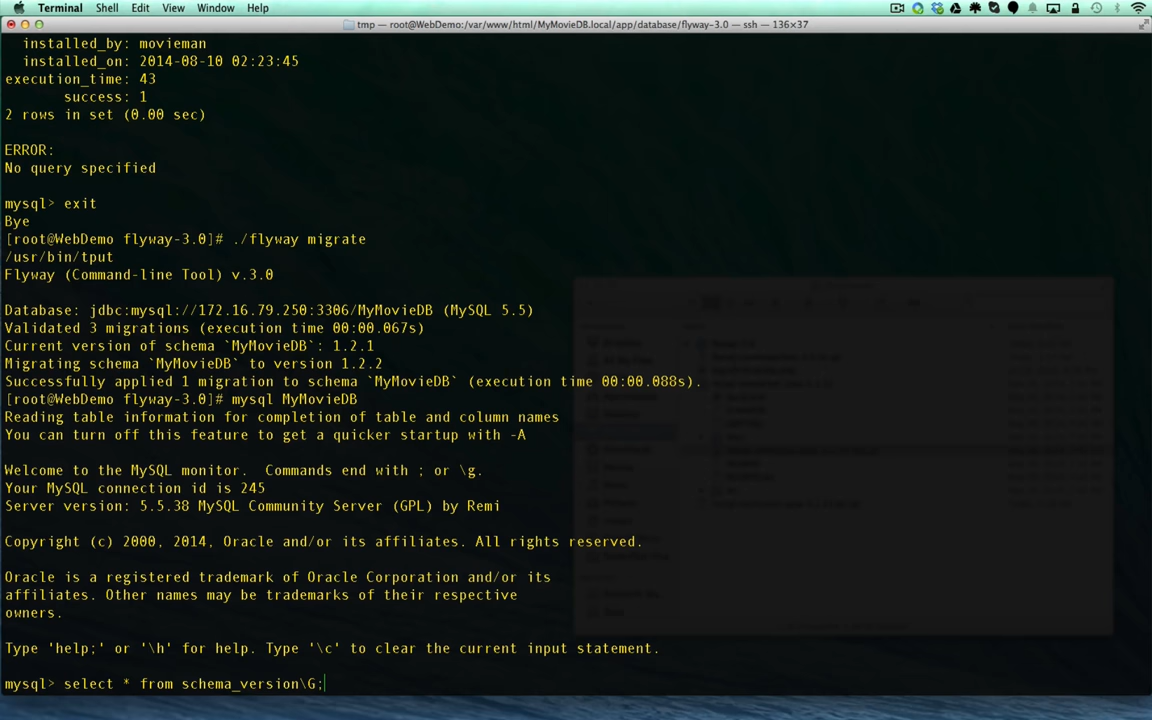 Terminal Shell Edit View Window Help
tmp — root@WebDemo:/var/www/html/MyMovieDB.local/app/database/flyway-3.0 — ssh — 136×37
installed_by: movieman
installed_on: 2014-08-10 02:23:45
execution_time: 43
success: 1
2 rows in set (0.00 sec)
ERROR:
No query specified
mysql> exit
Bye
[root@WebDemo flyway-3.0]# ./flyway migrate
/usr/bin/tput
Flyway (Command-line Tool) v.3.0
Database: jdbc:mysql://172.16.79.250:3306/MyMovieDB (MySQL 5.5)
Validated 3 migrations (execution time 00:00.067s)
Current version of schema `MyMovieDB`: 1.2.1
Migrating schema `MyMovieDB` to version 1.2.2
Successfully applied 1 migration to schema `MyMovieDB` (execution time 00:00.088s).
[root@WebDemo flyway-3.0]# mysql MyMovieDB
Reading table information for completion of table and column names
You can turn off this feature to get a quicker startup with -A
Welcome to the MySQL monitor.  Commands end with ; or \g.
Your MySQL connection id is 245
Server version: 5.5.38 MySQL Community Server (GPL) by Remi
Copyright (c) 2000, 2014, Oracle and/or its affiliates. All rights reserved.
Oracle is a registered trademark of Oracle Corporation and/or its
affiliates. Other names may be trademarks of their respective
owners.
Type 'help;' or '\h' for help. Type '\c' to clear the current input statement.
mysql> select * from schema_version\G;